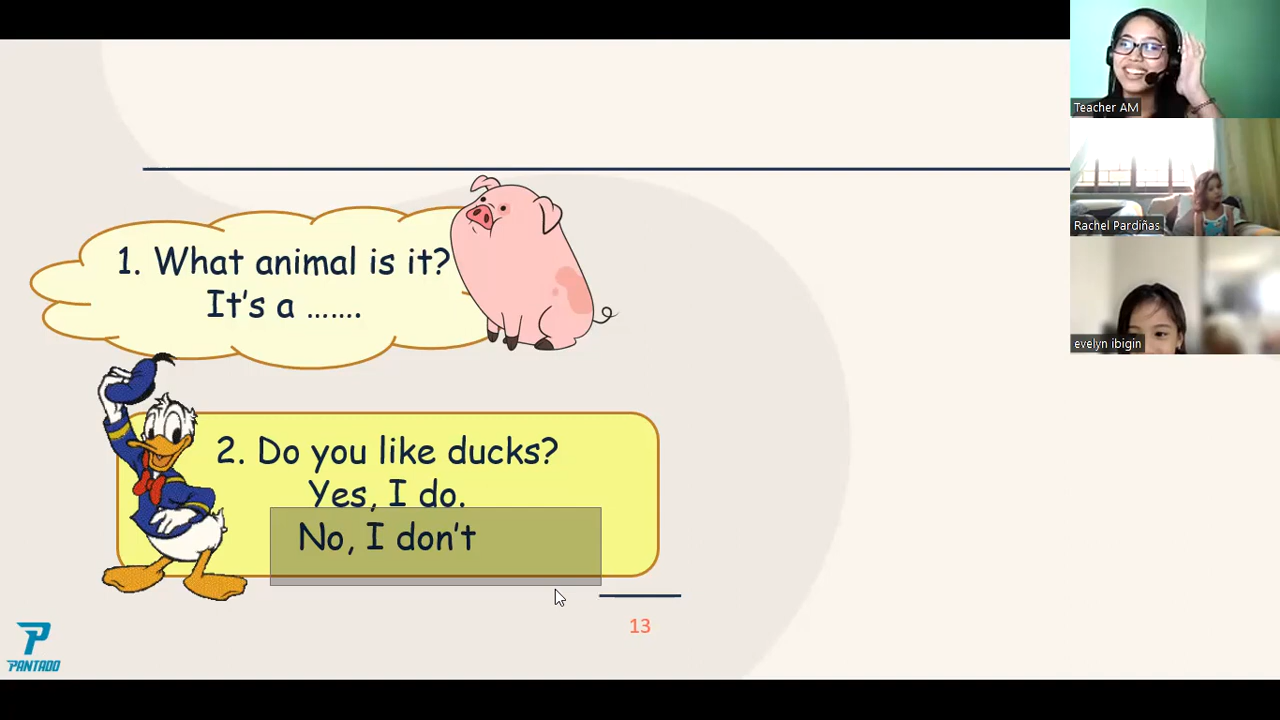 1. What animal is it?
It's a .......
2. Do you like ducks?
Yes, I do.
No, I don't
13
PANTADO
Teacher AM
Rachel Pardiñas
evelyn ibigin